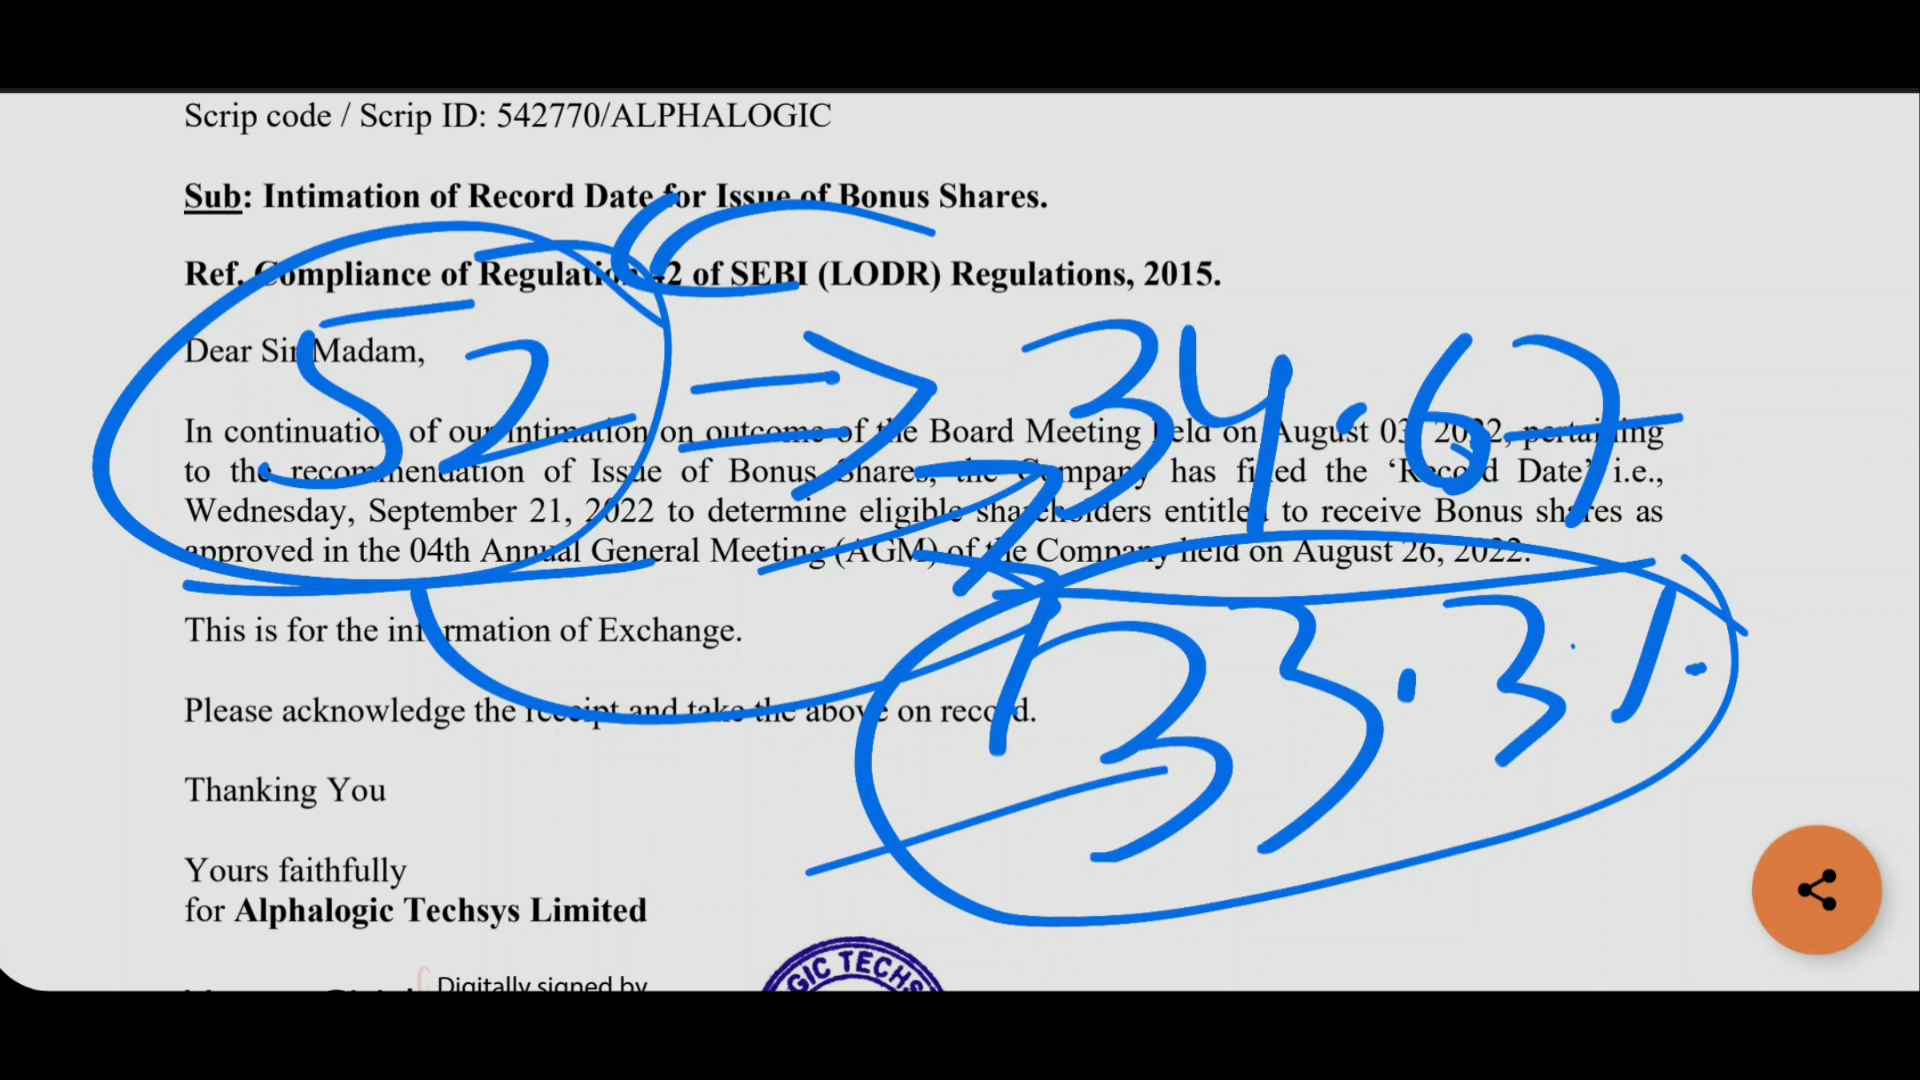 Scrip code / Scrip ID: 542770/ALPHALOGIC
Sub: Intimation of Record Date for Issue of Bonus Shares.
Ref. Compliance of Regulation 42 of SEBI (LODR) Regulations, 2015.
Dear Sir Madam,
52 => 34.67
In continuation of our intimation on outcome of the Board Meeting held on August 03, 2022, pertaining
to the recommendation of Issue of Bonus Shares, the Company has fixed the ‘Record Date’ i.e.,
Wednesday, September 21, 2022 to determine eligible shareholders entitled to receive Bonus shares as
approved in the 04th Annual General Meeting (AGM) of the Company held on August 26, 2022.
This is for the information of Exchange.
33.3
Please acknowledge the receipt and take the above on record.
Thanking You
Yours faithfully
for Alphalogic Techsys Limited
Digitally signed by
GIC TECHS